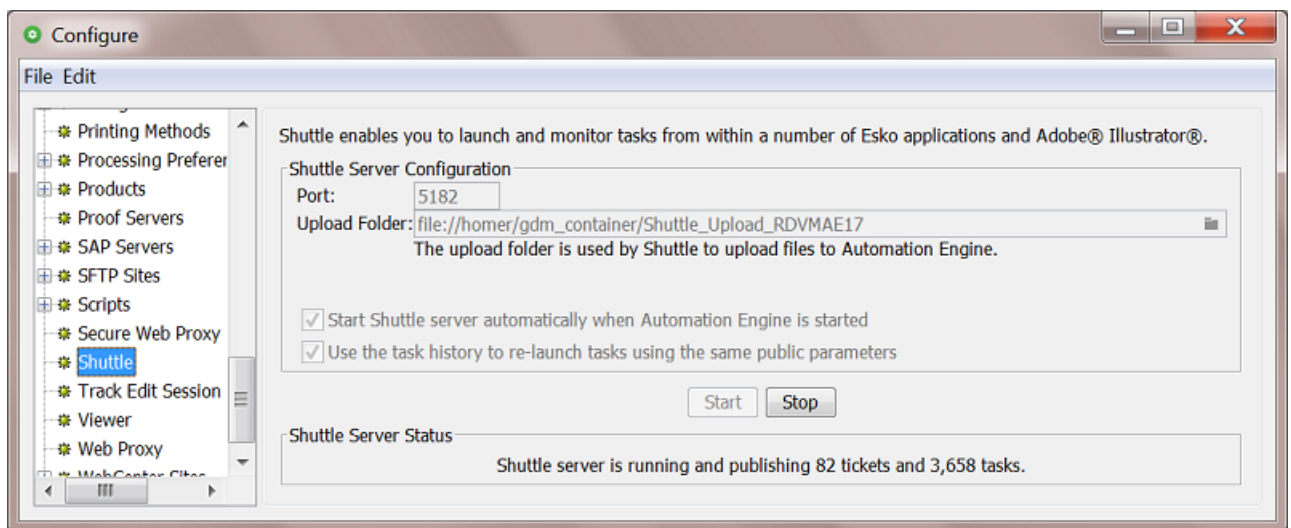 Configure
File Edit
Printing Methods
Processing Preferer
Products
Proof Servers
SAP Servers
SFTP Sites
Scripts
Secure Web Proxy
Shuttle
Track Edit Session
Viewer
Web Proxy
Shuttle enables you to launch and monitor tasks from within a number of Esko applications and Adobe® Illustrator®.
Shuttle Server Configuration
Port: 5182
Upload Folder: file://homer/gdm_container/Shuttle_Upload_RDVMAE17
The upload folder is used by Shuttle to upload files to Automation Engine.
Start Shuttle server automatically when Automation Engine is started
Use the task history to re-launch tasks using the same public parameters
Start Stop
Shuttle Server Status
Shuttle server is running and publishing 82 tickets and 3,658 tasks.